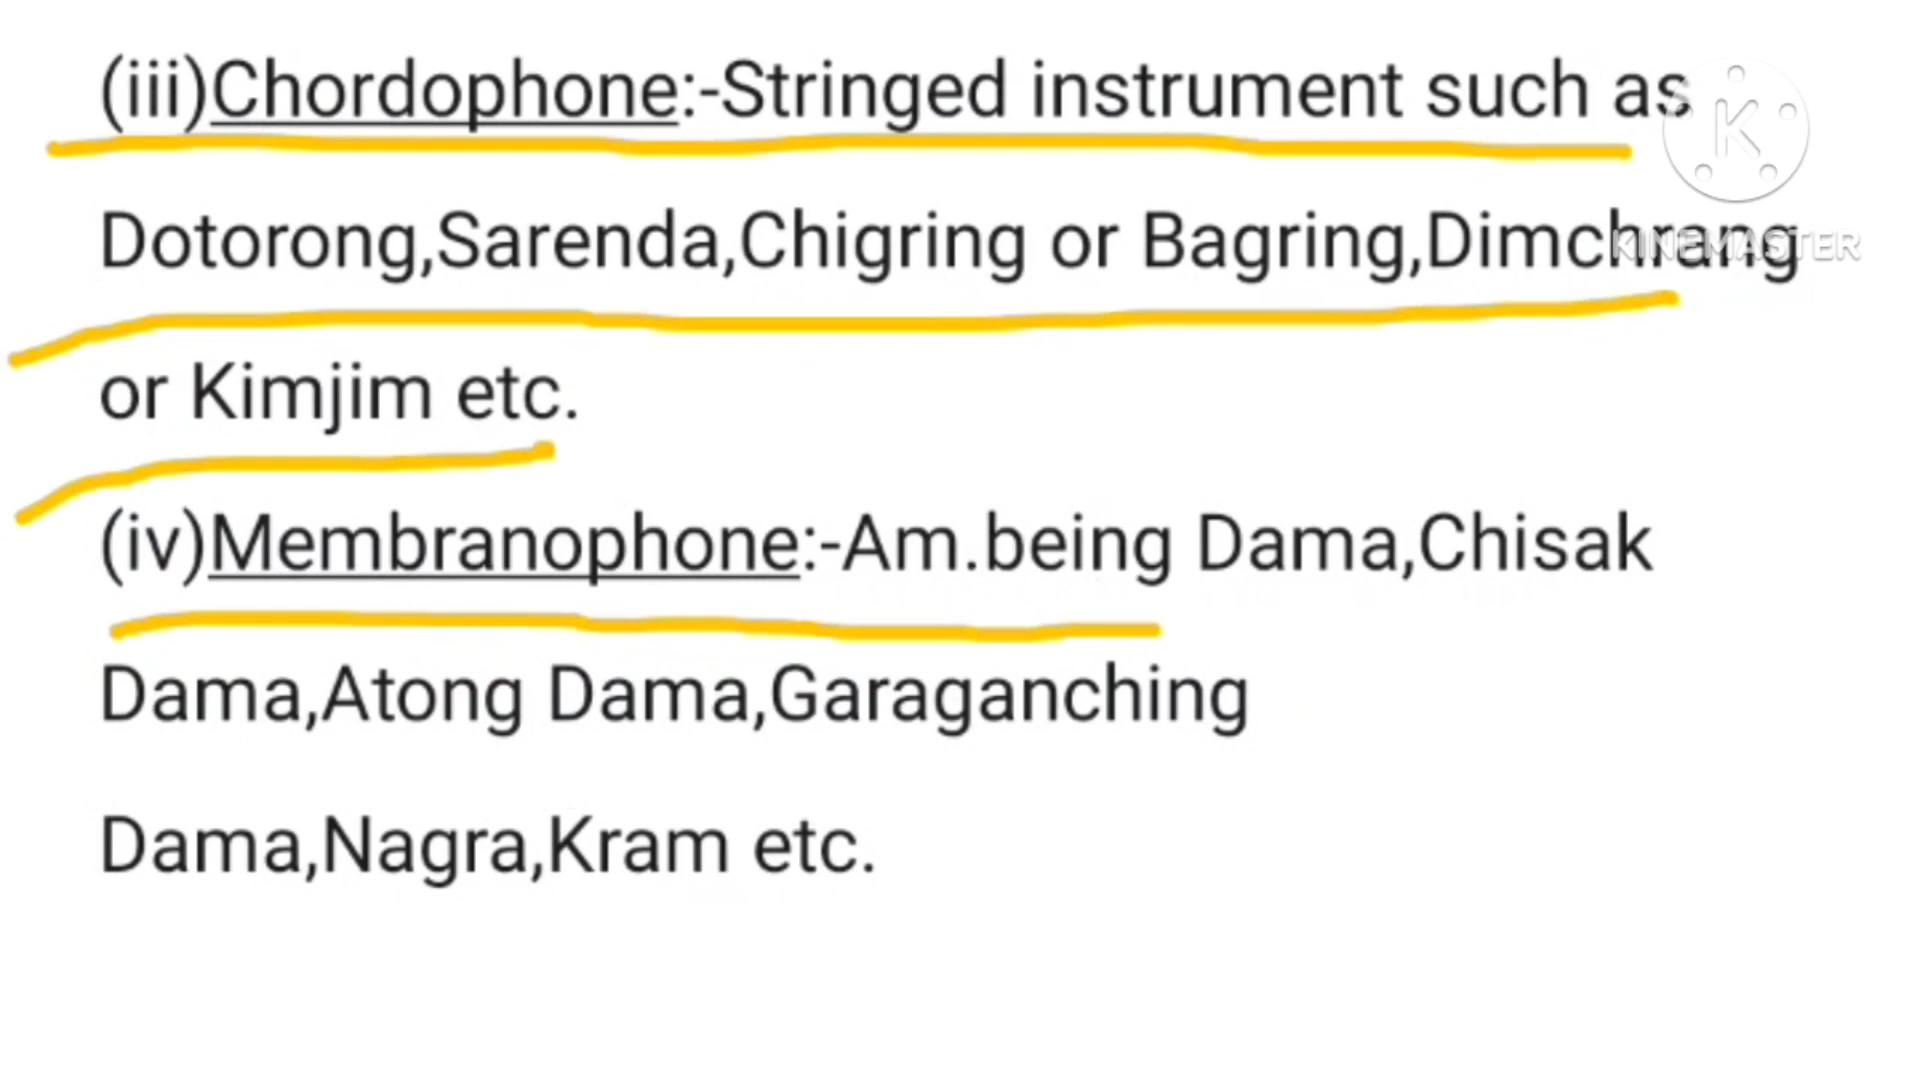 (iii)Chordophone:-Stringed instrument such as
K
Dotorong,Sarenda,Chigring or Bagring,Dimchrang
KINEMASTER
or Kimjim etc.
(iv)Membranophone:-Am.being Dama,Chisak
Dama,Atong Dama,Garaganching
Dama,Nagra,Kram etc.